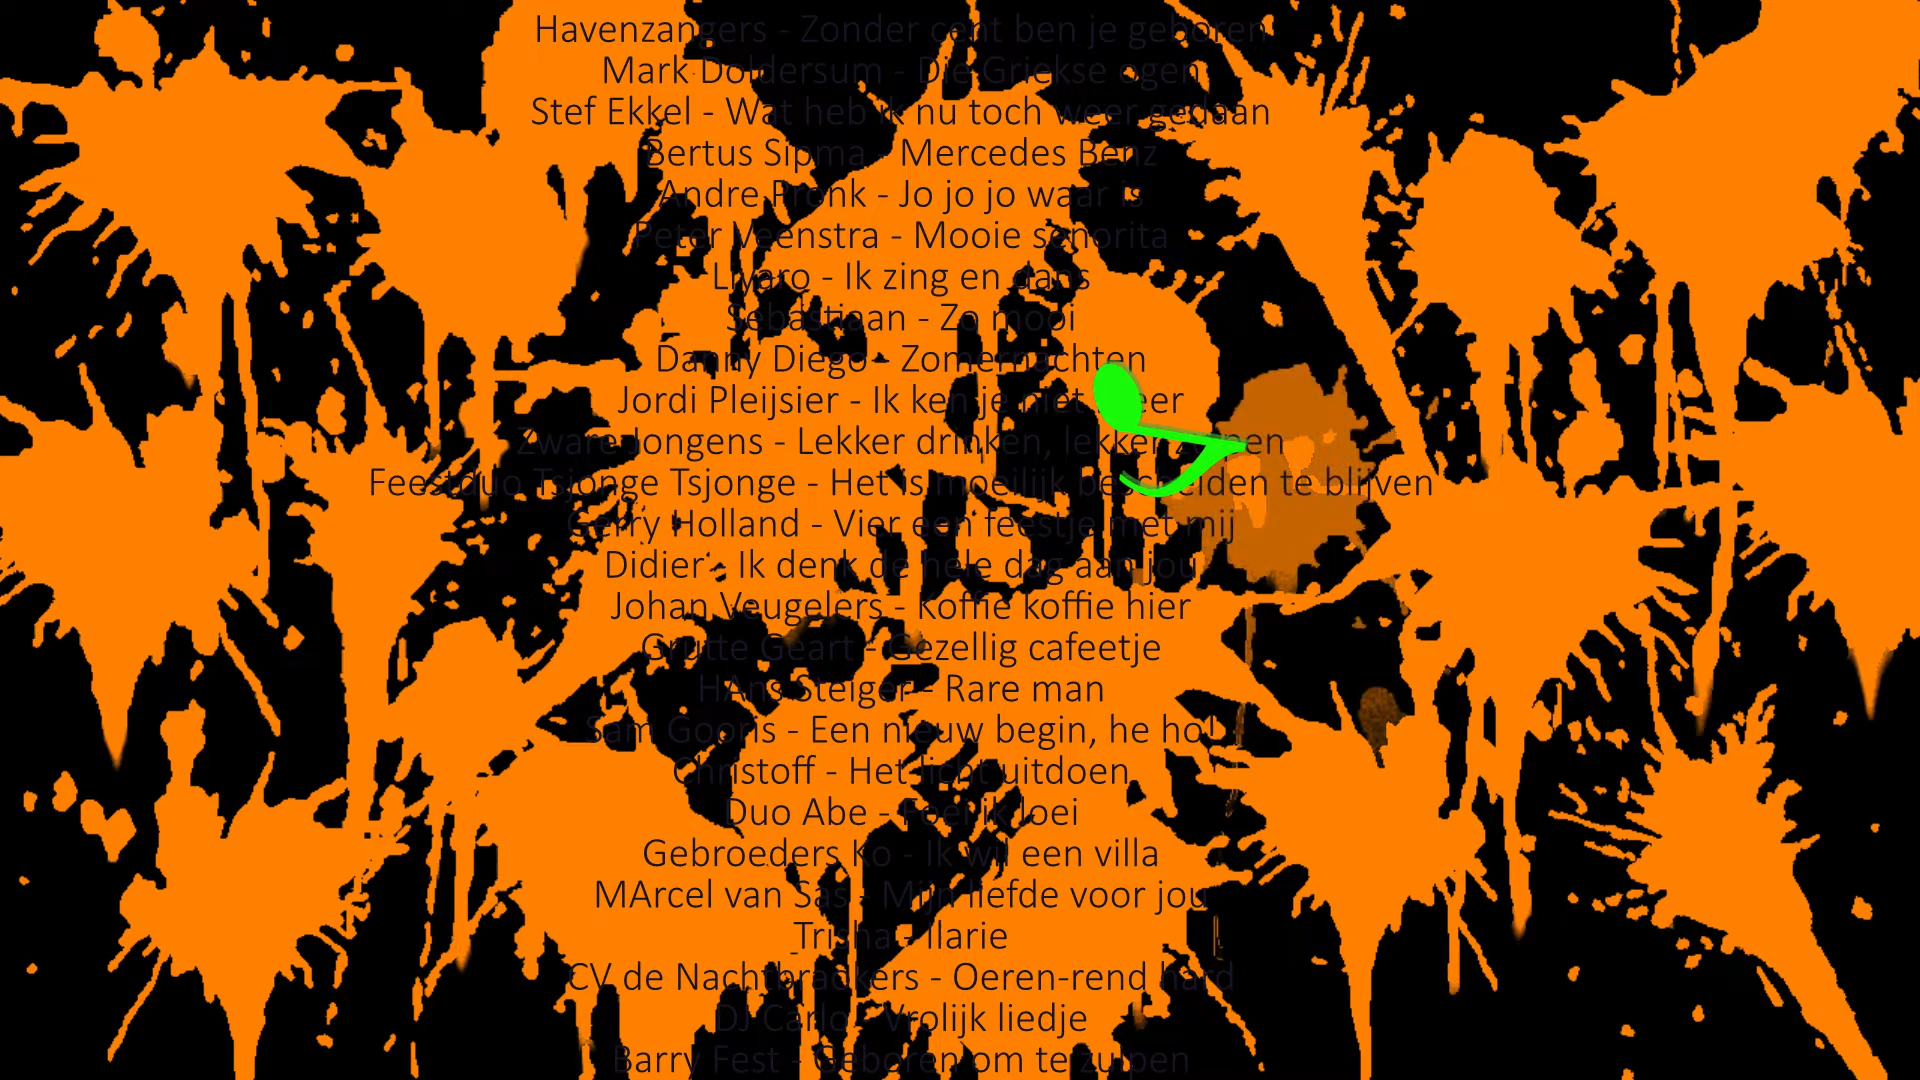 Havenzangers - Zonder cent ben je geboren
Mark Doldersum - Die Griekse ogen
Stef Ekkel - Wat heb ik nu toch weer gedaan
Bertus Sipma - Mercedes Benz
Andre Pronk - Jo jo jo waar is
Peter Veenstra - Mooie senorita
Liyaro - Ik zing en dans
Sebastiaan - Zo mooi
Danny Diego - Zomernachten
Jordi Pleijsier - Ik ken je niet meer
Zware Jongens - Lekker drinken, lekker
Feestduo Tsjonge Tsjonge - Het is moeilijk bescheiden te blijven
Gerry Holland - Vier een feestje met mij
Didier - Ik denk de hele dag aan jou
Johan Veugelers - Koffie koffie hier
Grutte Geart - Gezellig cafeetje
HAns Steiger - Rare man
Sam Gooris - Een nieuw begin, he ho!
Christoff - Het licht uitdoen
Duo Abe - Foei ik loei
Gebroeders Ko - Ik wil een villa
MArcel van Sas - Mijn liefde voor jou
Trisha - Ilarie
CV de Nachtbrackers - Oeren-rend hard
DJ Carlo - Vrolijk liedje
Barry Fest - Geboren om te zuipen